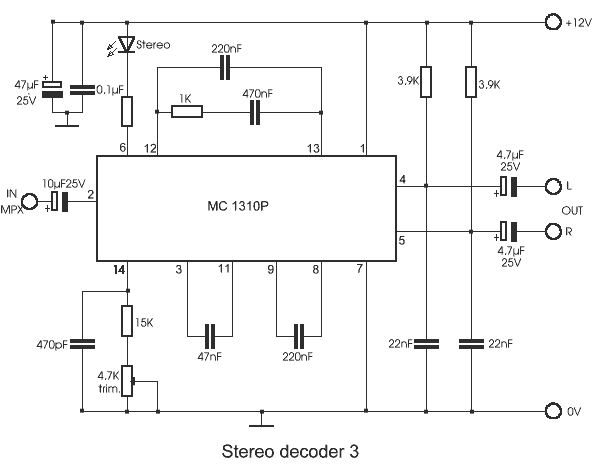 +12V
Stereo
220nF
47µF
25V
0.1µF
1K
470nF
3.9K
3.9K
6
12
13
1
IN
MPX
10µF25V
2
MC 1310P
4
5
4.7µF
25V
L
OUT
R
4.7µF
25V
14
3
11
9
8
7
15K
470pF
47nF
220nF
22nF
22nF
4.7K
trim.
0V
+
+
+
+
Stereo decoder 3